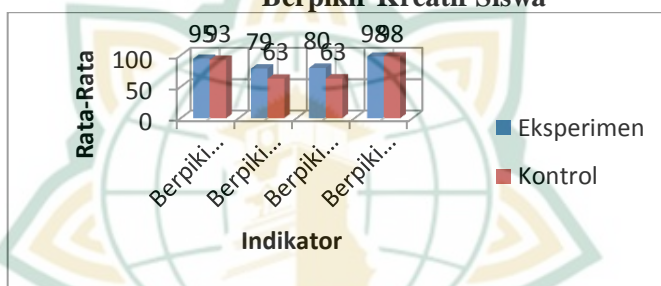 Berpikir Kreatif Siswa
95 93 79 63 80 63 98 98
100
50
0
Rata-Rata
Berpiki...
Berpiki...
Berpiki...
Berpiki...
Indikator
Eksperimen
Kontrol